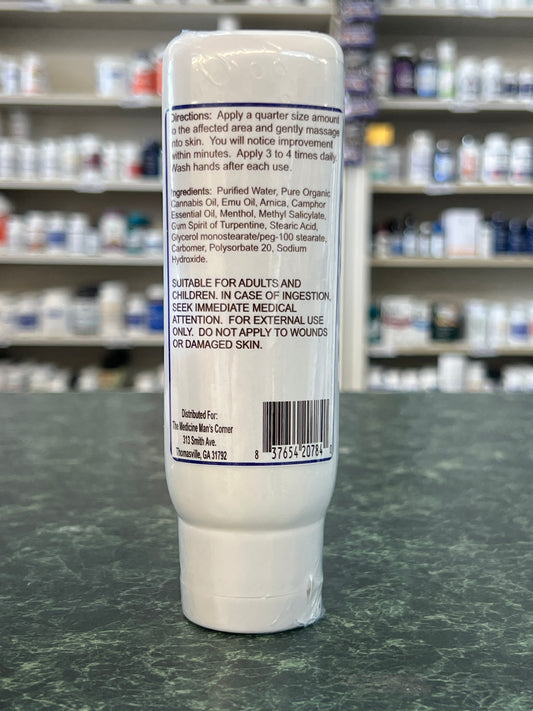 Directions: Apply a quarter size amount
to the affected area and gently massage
into skin. You will notice improvement
within minutes. Apply 3 to 4 times daily.
Wash hands after each use.
Ingredients: Purified Water, Pure Organic
Cannabis Oil, Emu Oil, Arnica, Camphor
Essential Oil, Menthol, Methyl Salicylate,
Gum Spirit of Turpentine, Stearic Acid,
Glycerol monostearate/peg-100 stearate,
Carbomer, Polysorbate 20, Sodium
Hydroxide.
SUITABLE FOR ADULTS AND
CHILDREN. IN CASE OF INGESTION,
SEEK IMMEDIATE MEDICAL
ATTENTION. FOR EXTERNAL USE
ONLY. DO NOT APPLY TO WOUNDS
OR DAMAGED SKIN.
Distributed For:
The Medicine Man's Corner
313 Smith Ave.
Thomasville, GA 31792
8 37654 20784 0